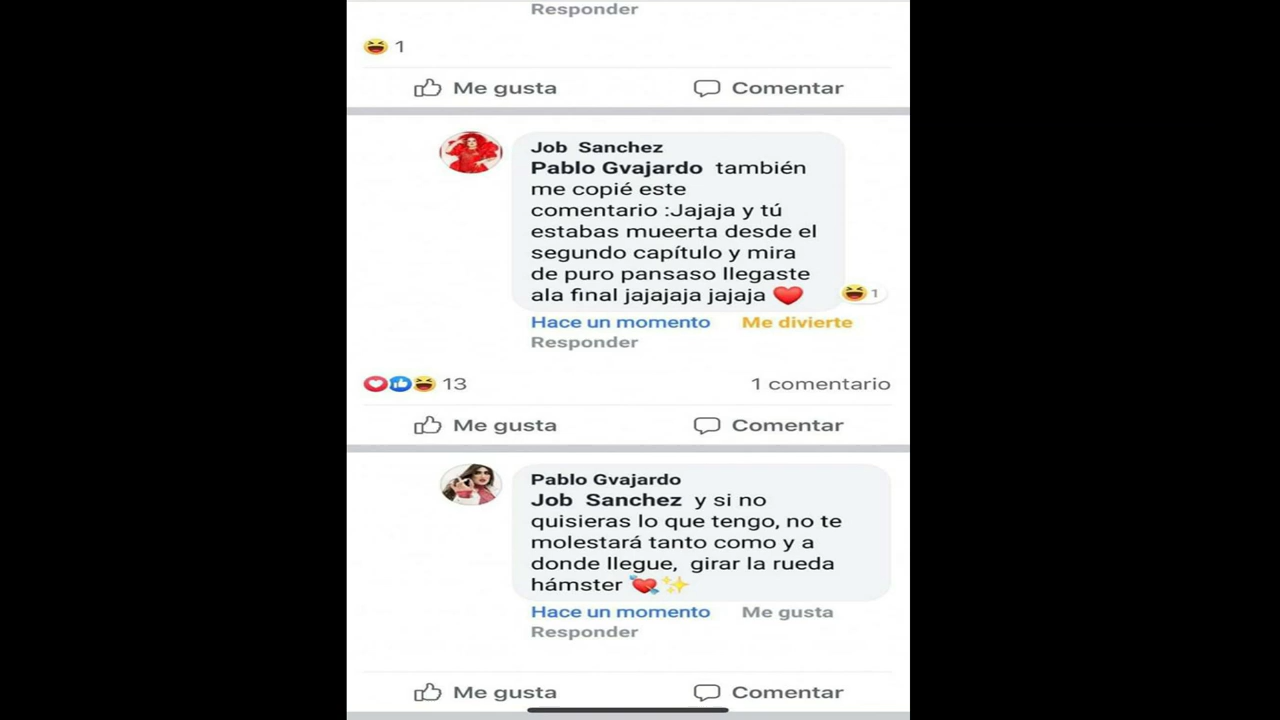 Responder
1
Me gusta Comentar
Job Sanchez
Pablo Gvajardo también
me copié este
comentario :Jajaja y tú
estabas mueerta desde el
segundo capítulo y mira
de puro pansaso llegaste
ala final jajajaja jajaja
1
Hace un momento Me divierte
Responder
13 1 comentario
Me gusta Comentar
Pablo Gvajardo
Job Sanchez y si no
quisieras lo que tengo, no te
molestará tanto como y a
donde llegue, girar la rueda
hámster
Hace un momento Me gusta
Responder
Me gusta Comentar